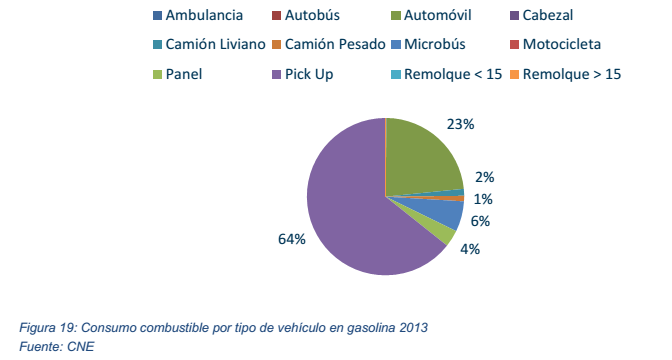 Ambulancia Autobús Automóvil Cabezal
Camión Liviano Camión Pesado Microbús Motocicleta
Panel Pick Up Remolque < 15 Remolque > 15
23%
2%
1%
6%
4%
64%
Figura 19: Consumo combustible por tipo de vehículo en gasolina 2013
Fuente: CNE